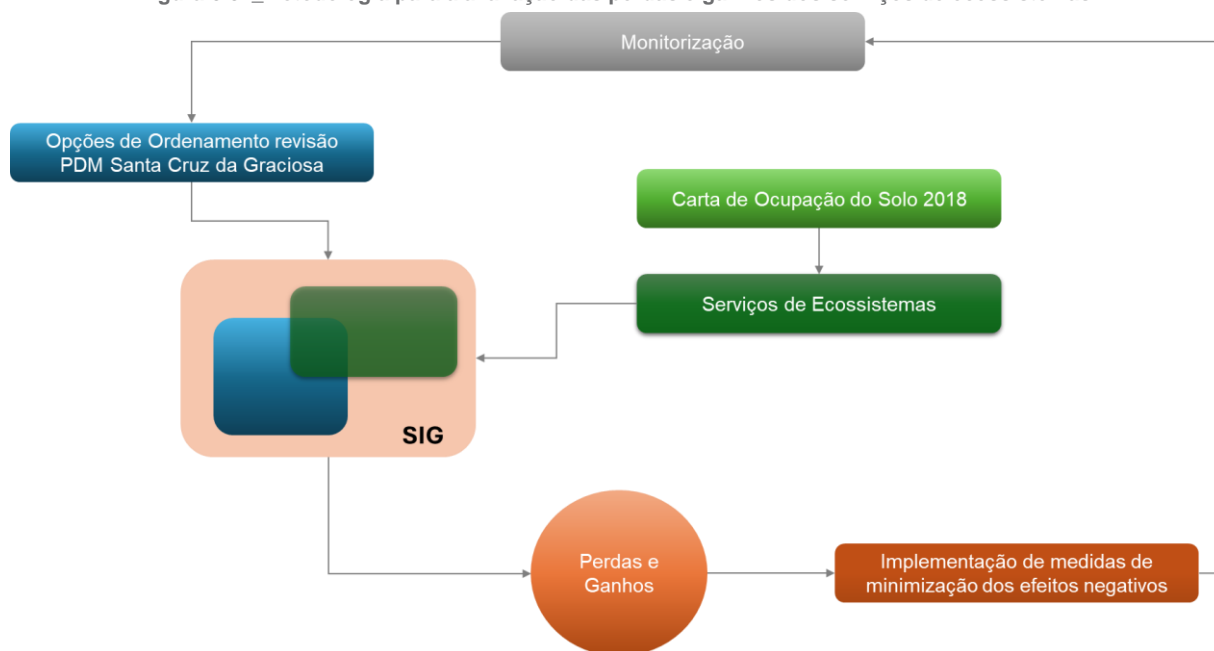 Monitorização
Opções de Ordenamento revisão
PDM Santa Cruz da Graciosa
Carta de Ocupação do Solo 2018
Serviços de Ecossistemas
SIG
Perdas e
Ganhos
Implementação de medidas de
minimização dos efeitos negativos